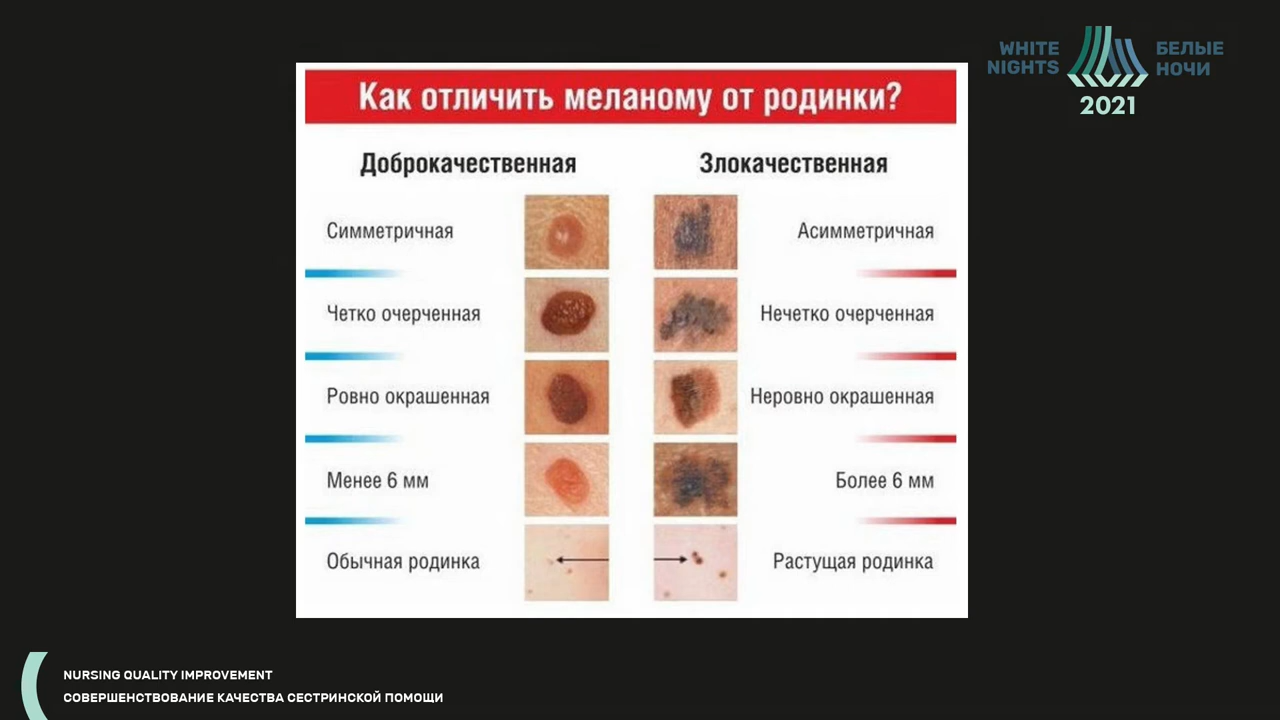 WHITE
NIGHTS
БЕЛЫЕ
НОЧИ
2021
Как отличить меланому от родинки?
Доброкачественная
Злокачественная
Симметричная
Асимметричная
Четко очерченная
Нечетко очерченная
Ровно окрашенная
Неровно окрашенная
Менее 6 мм
Более 6 мм
Обычная родинка
Растущая родинка
NURSING QUALITY IMPROVEMENT
СОВЕРШЕНСТВОВАНИЕ КАЧЕСТВА СЕСТРИНСКОЙ ПОМОЩИ